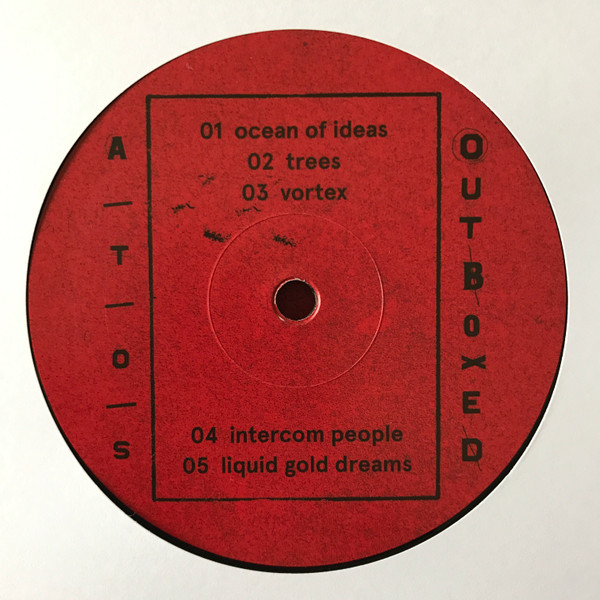 A/T/O/S
01 ocean of ideas
02 trees
03 vortex
04 intercom people
05 liquid gold dreams
OUTBOXED